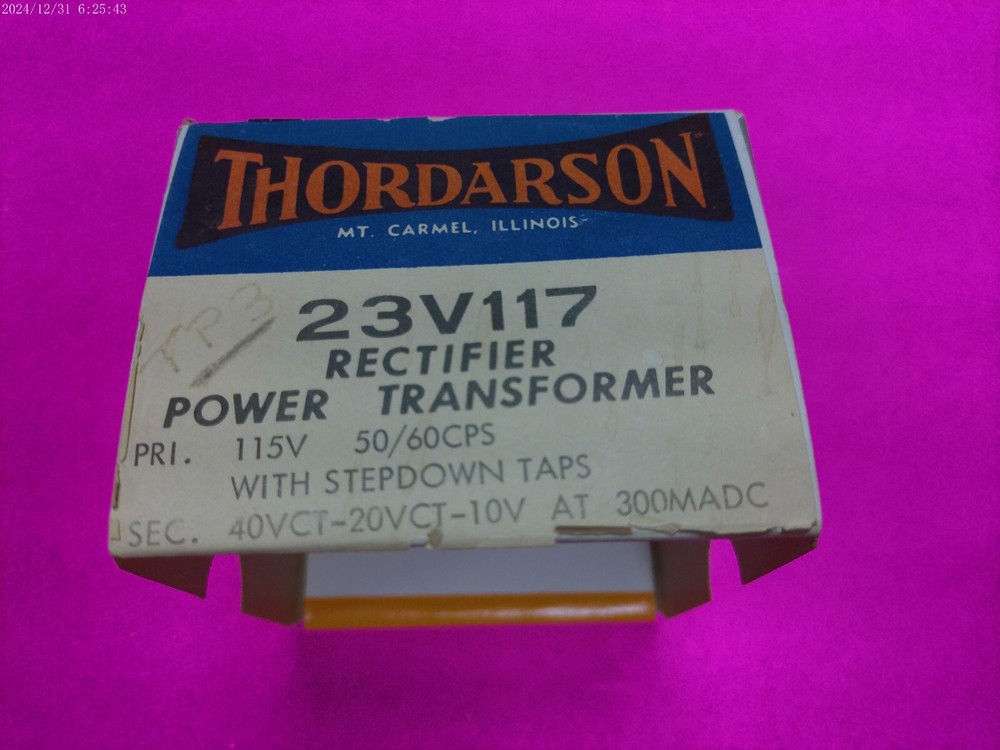 2024/12/31 6:25:43
THORDARSON
MT. CARMEL, ILLINOIS
23V117
RECTIFIER
POWER TRANSFORMER
PRI. 115V 50/60CPS
WITH STEPDOWN TAPS
SEC. 40VCT-20VCT-10V AT 300MADC